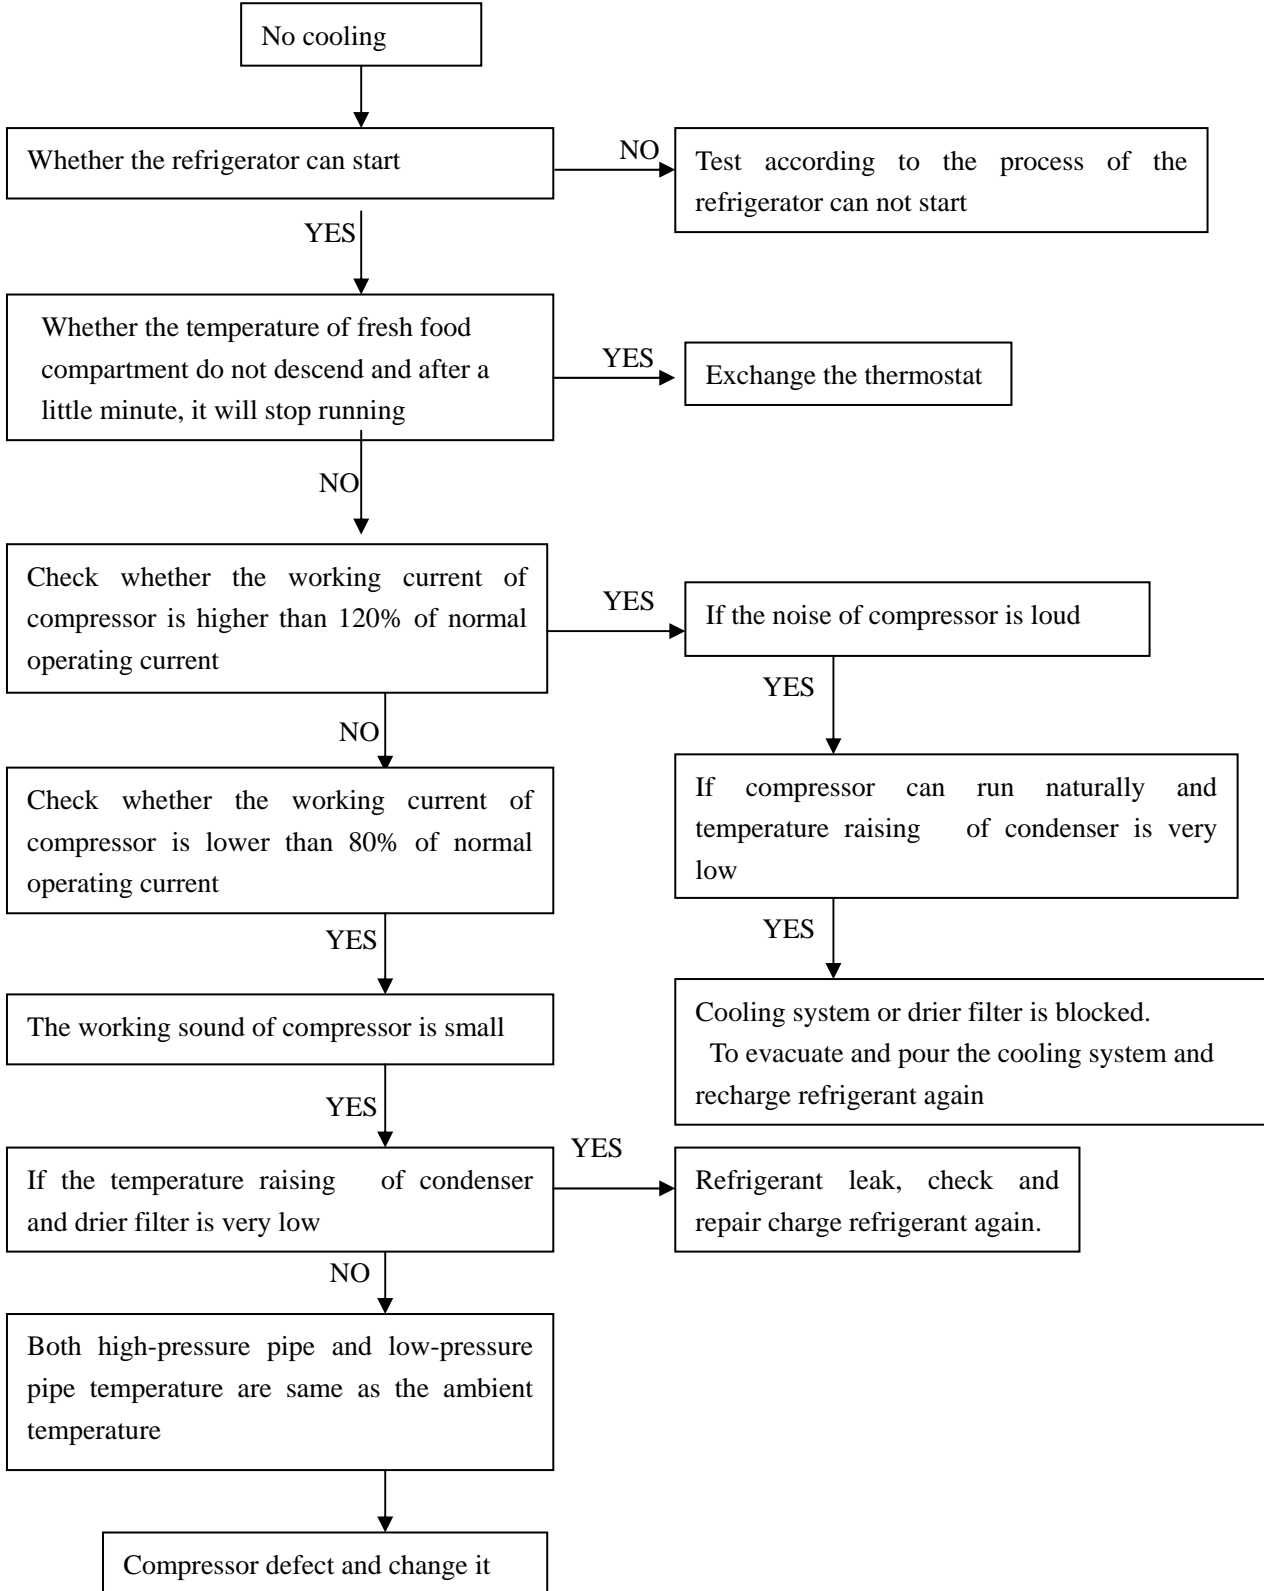 No cooling
Whether the refrigerator can start
NO
Test according to the process of the
refrigerator can not start
YES
Whether the temperature of fresh food
compartment do not descend and after a
little minute, it will stop running
YES
Exchange the thermostat
NO
Check whether the working current of
compressor is higher than 120% of normal
operating current
YES
If the noise of compressor is loud
YES
NO
Check whether the working current of
compressor is lower than 80% of normal
operating current
If compressor can run naturally and
temperature raising of condenser is very
low
YES
YES
The working sound of compressor is small
Cooling system or drier filter is blocked.
To evacuate and pour the cooling system and
recharge refrigerant again
YES
If the temperature raising of condenser
and drier filter is very low
YES
Refrigerant leak, check and
repair charge refrigerant again.
NO
Both high-pressure pipe and low-pressure
pipe temperature are same as the ambient
temperature
Compressor defect and change it